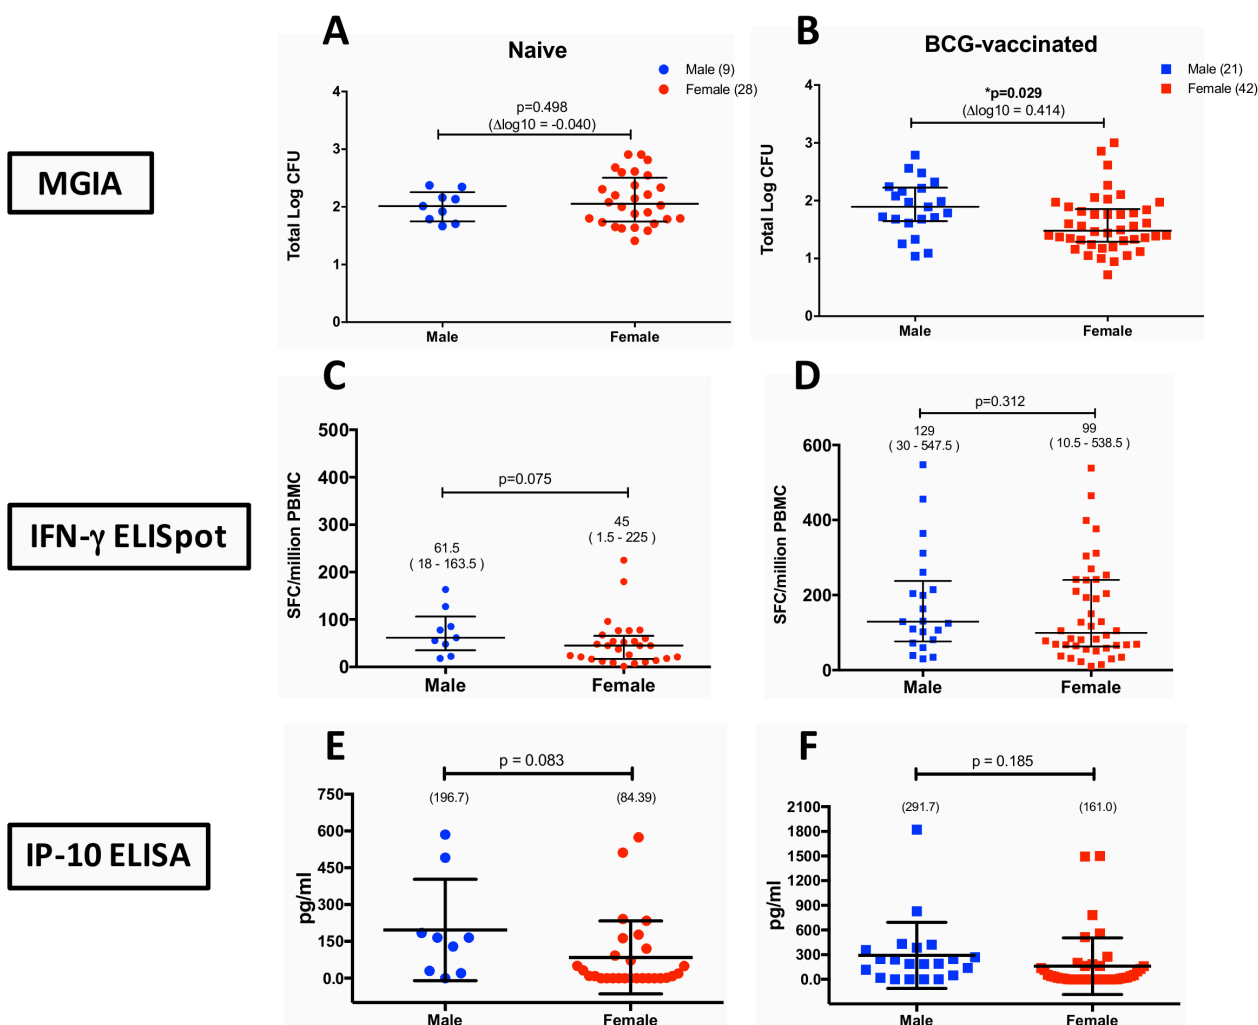 A
Naive
Male (9)
Female (28)
p=0.498
(Δlog10 = -0.040)
4
3
2
1
0
Total Log CFU
Male
Female
B
BCG-vaccinated
Male (21)
Female (42)
*p=0.029
(Δlog10 = 0.414)
4
3
2
1
0
Total Log CFU
Male
Female
MGIA
C
500
400
300
200
100
0
SFC/million PBMC
p=0.075
61.5
( 18 - 163.5 )
45
( 1.5 - 225 )
Male
Female
D
p=0.312
129
( 30 - 547.5 )
99
( 10.5 - 538.5 )
600
400
200
0
SFC/million PBMC
Male
Female
IFN-γ ELISpot
E
p = 0.083
(196.7)
(84.39)
750
600
450
300
150
0.0
pg/ml
Male
Female
F
p = 0.185
(291.7)
(161.0)
2100
1800
1500
1200
900
600
300
0.0
pg/ml
Male
Female
IP-10 ELISA